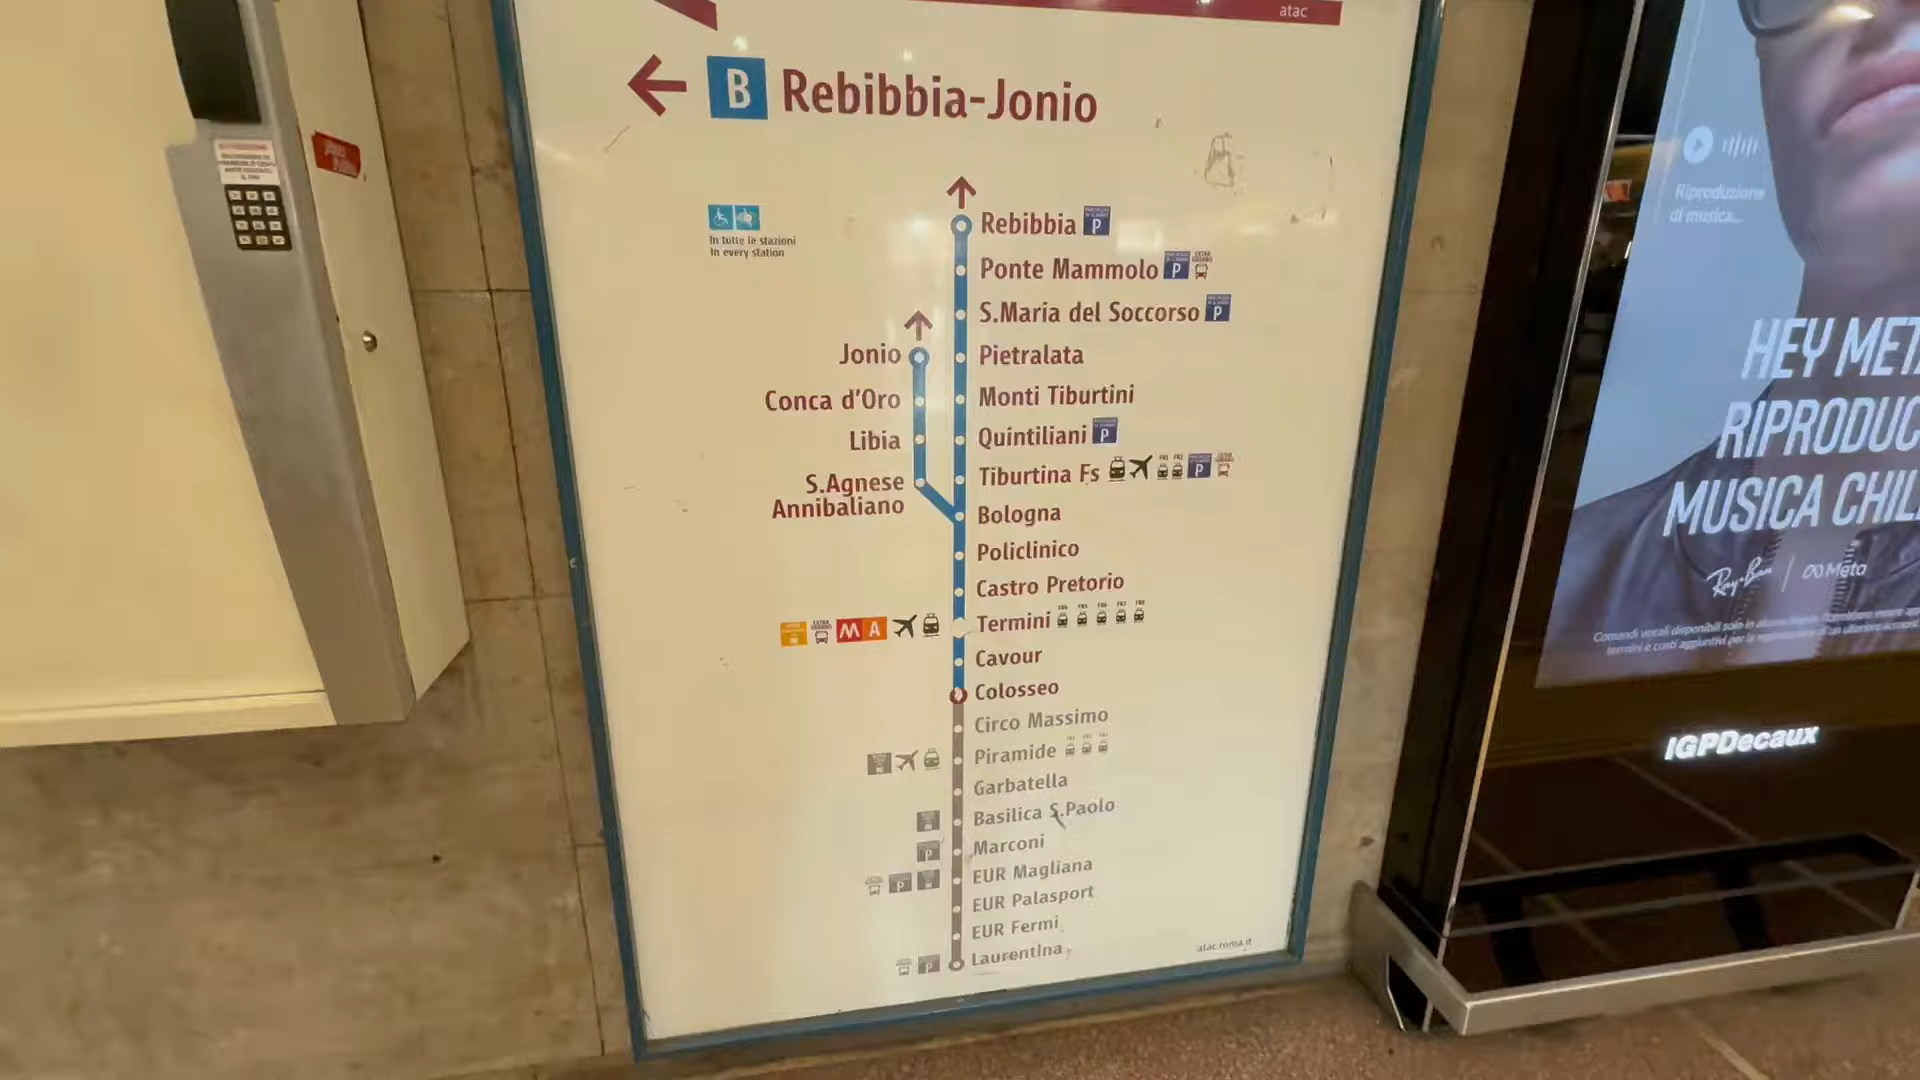 atac
B Rebibbia-Jonio
In tutte le stazioni
In every station
Rebibbia P
Ponte Mammolo P
S.Maria del Soccorso P
Jonio
Pietralata
Conca d'Oro
Monti Tiburtini
Libia
Quintiliani P
S.Agnese
Annibaliano
Tiburtina Fs P
Bologna
Policlinico
Castro Pretorio
M A
Termini
Cavour
Colosseo
Circo Massimo
Piramide
Garbatella
Basilica S.Paolo
P Marconi
P EUR Magliana
EUR Palasport
EUR Fermi
P Laurentina
atac.roma.it
Riproduzione
di musica...
HEY META
RIPRODUC
MUSICA CHIL
Ray-Ban | Meta
IGPDecaux